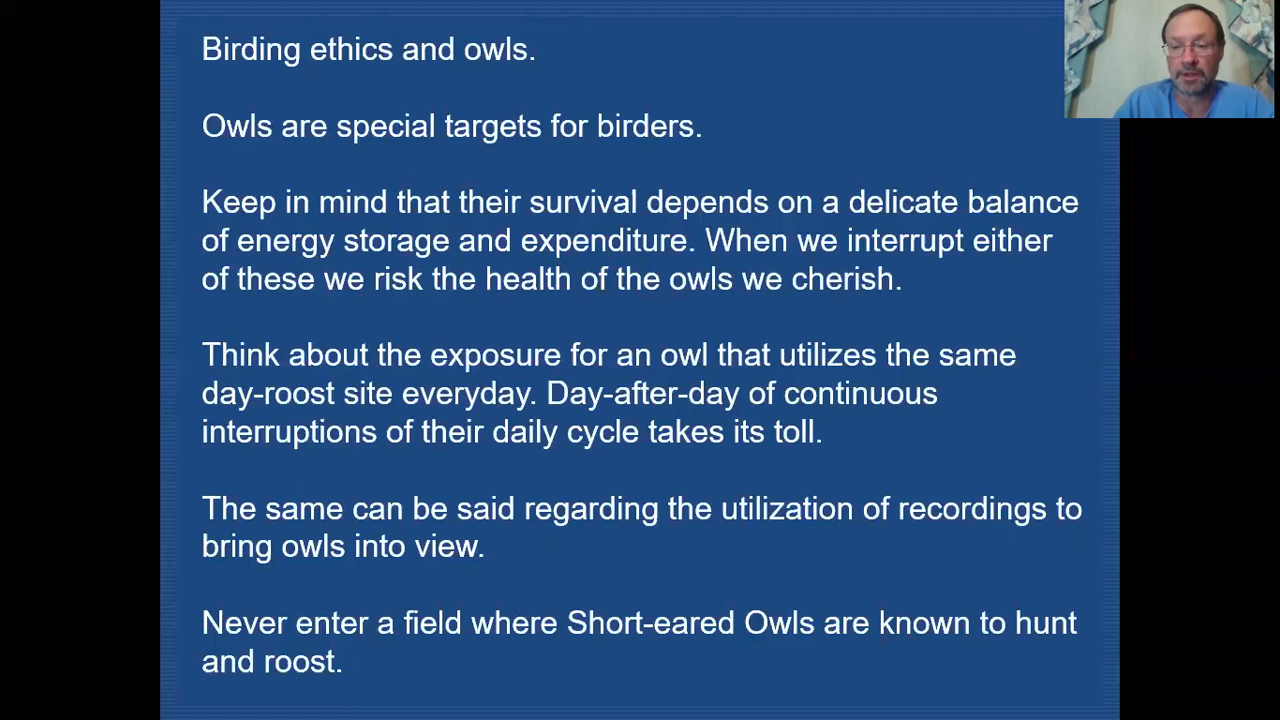 Birding ethics and owls.
Owls are special targets for birders.
Keep in mind that their survival depends on a delicate balance
of energy storage and expenditure. When we interrupt either
of these we risk the health of the owls we cherish.
Think about the exposure for an owl that utilizes the same
day-roost site everyday. Day-after-day of continuous
interruptions of their daily cycle takes its toll.
The same can be said regarding the utilization of recordings to
bring owls into view.
Never enter a field where Short-eared Owls are known to hunt
and roost.